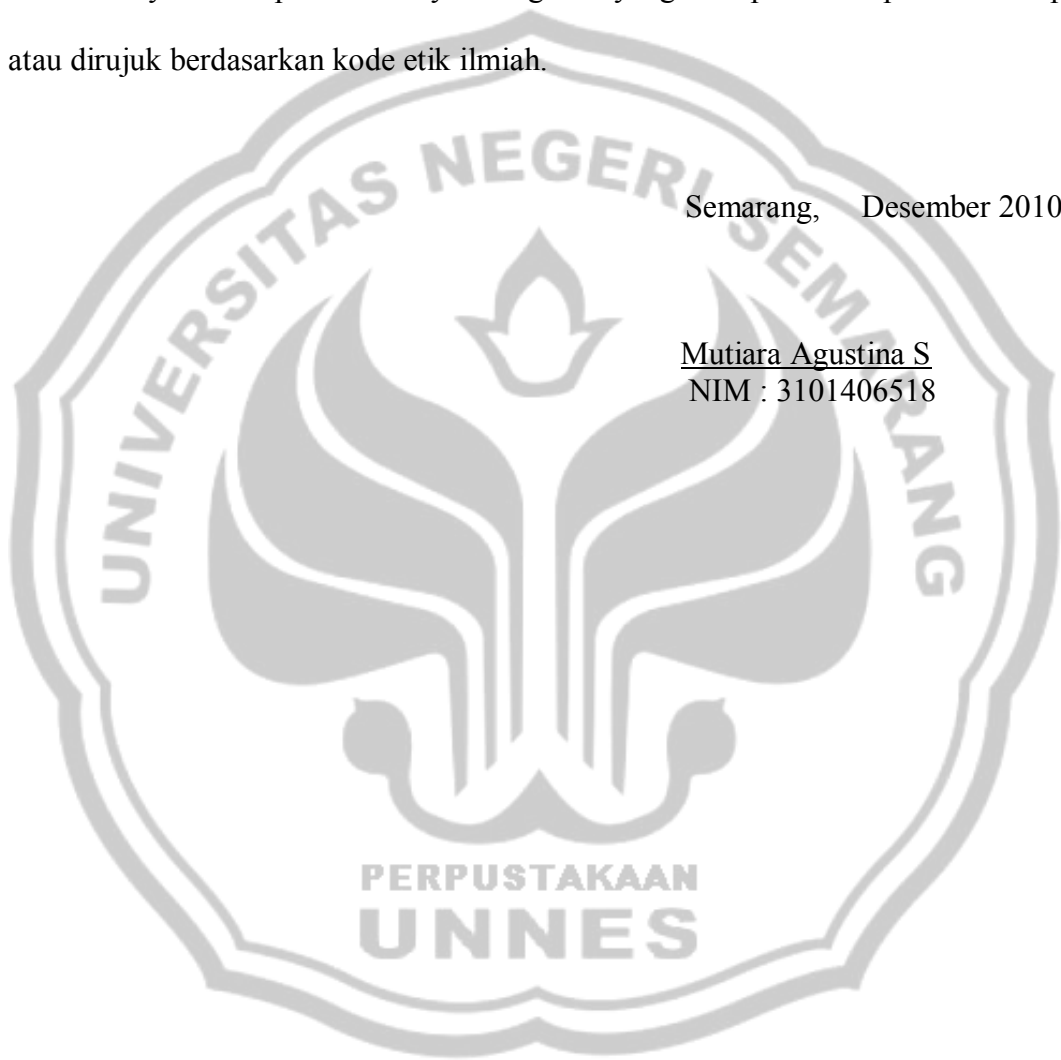 atau dirujuk berdasarkan kode etik ilmiah.
UNIVERSITAS NEGERI SEMARANG
Semarang, Desember 2010
Mutiara Agustina S
NIM : 3101406518
PERPUSTAKAAN
UNNES